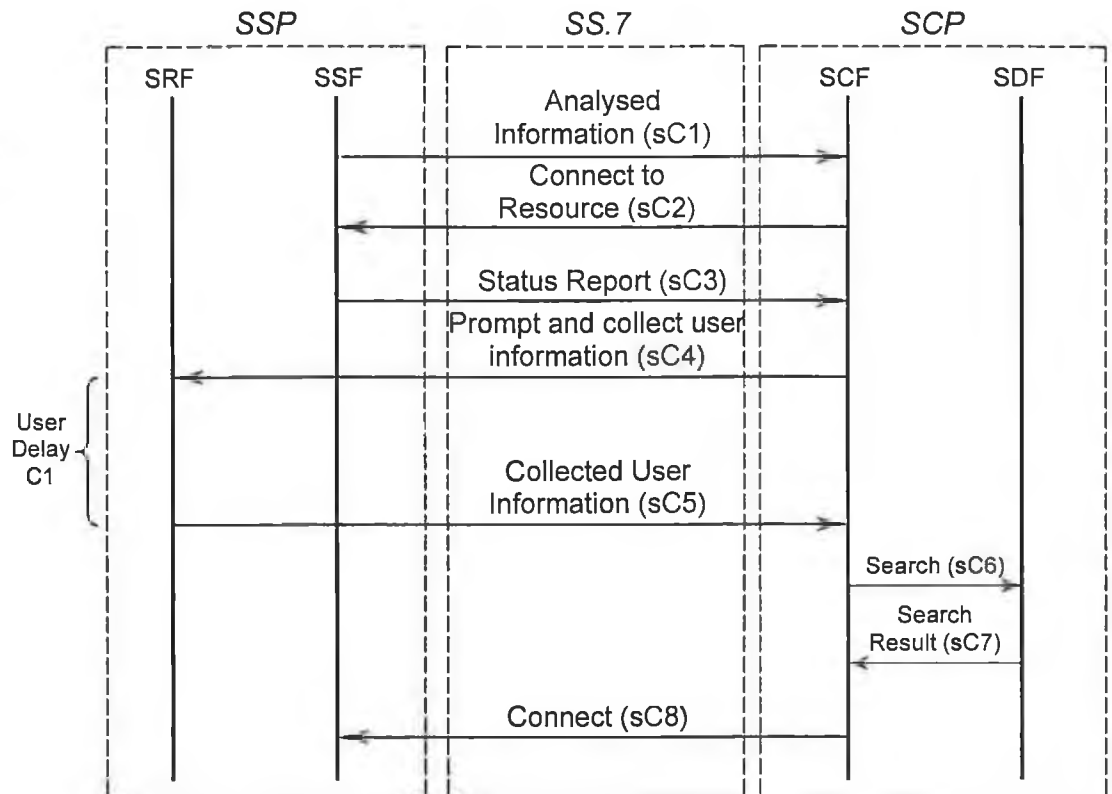 SSP
SS.7
SCP
SRF
SSF
SCF
SDF
Analysed
Information (sC1)
Connect to
Resource (sC2)
Status Report (sC3)
Prompt and collect user
information (sC4)
User
Delay
C1
Collected User
Information (sC5)
Search (sC6)
Search
Result (sC7)
Connect (sC8)